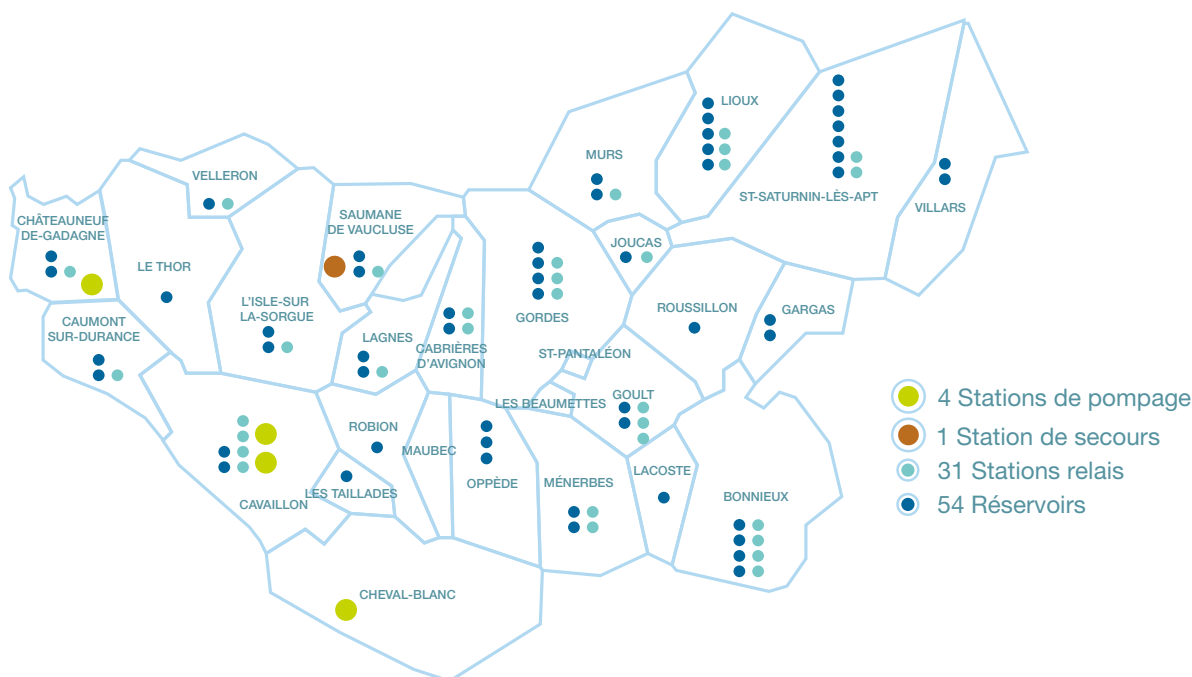 LIOUX
MURS
VELLERON
ST-SATURNIN-LÈS-APT
VILLARS
CHÂTEAUNEUF
DE-GADAGNE
SAUMANE
DE VAUCLUSE
JOUCAS
LE THOR
L'ISLE-SUR
LA-SORGUE
ROUSSILLON
GARGAS
GORDES
CAUMONT
SUR-DURANCE
LAGNES
CABRIÈRES
D'AVIGNON
ST-PANTALÉON
LES BEAUMETTES
GOULT
ROBION
MAUBEC
OPPÈDE
MÉNERBES
LACOSTE
BONNIEUX
LES TAILLADES
CAVAILLON
CHEVAL-BLANC
4 Stations de pompage
1 Station de secours
31 Stations relais
54 Réservoirs